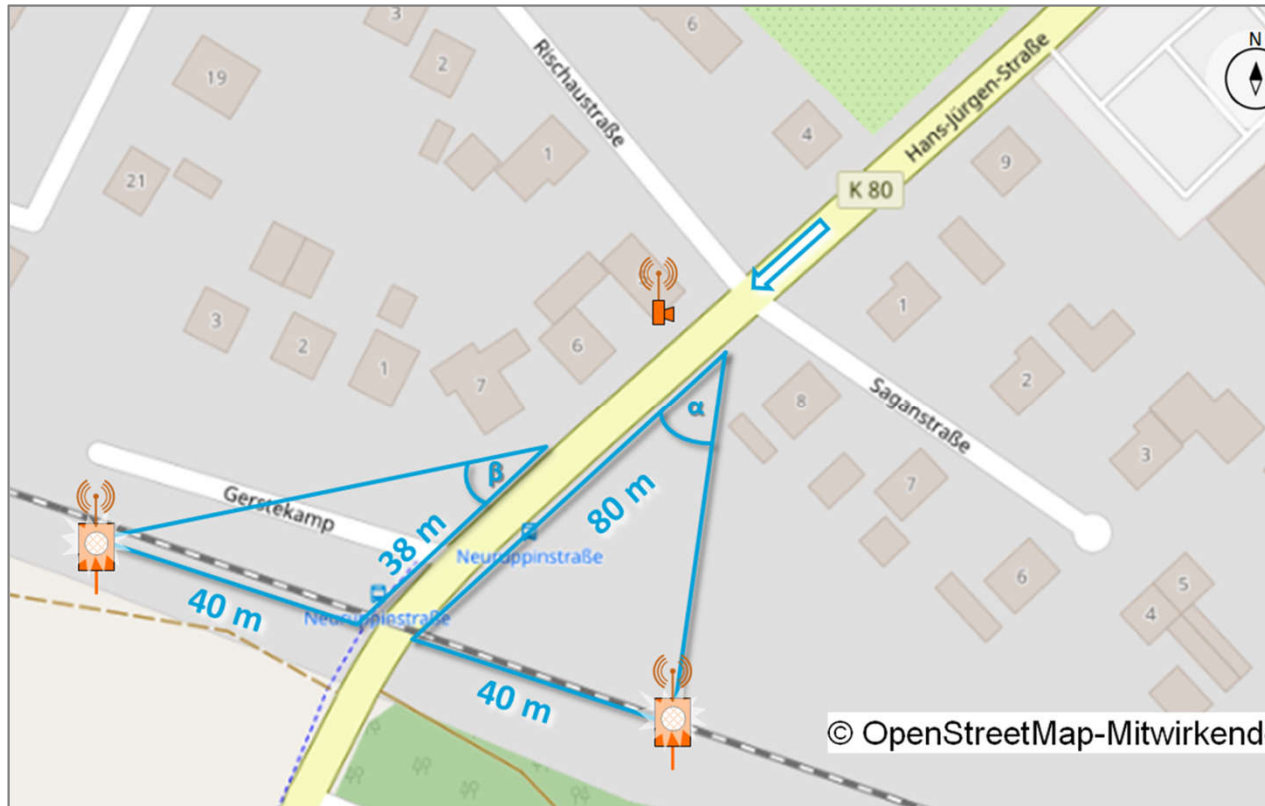 3
6
N
2
19
Rischaustraße
Hans-Jürgen-Straße
4
1
9
21
K 80
1
3
2
6
1
7
2
8
α
Saganstraße
3
β
7
80 m
Gerstekamp
38 m
Neuruppinstraße
6
5
40 m
Neuruppinstraße
4
40 m
© OpenStreetMap-Mitwirkend